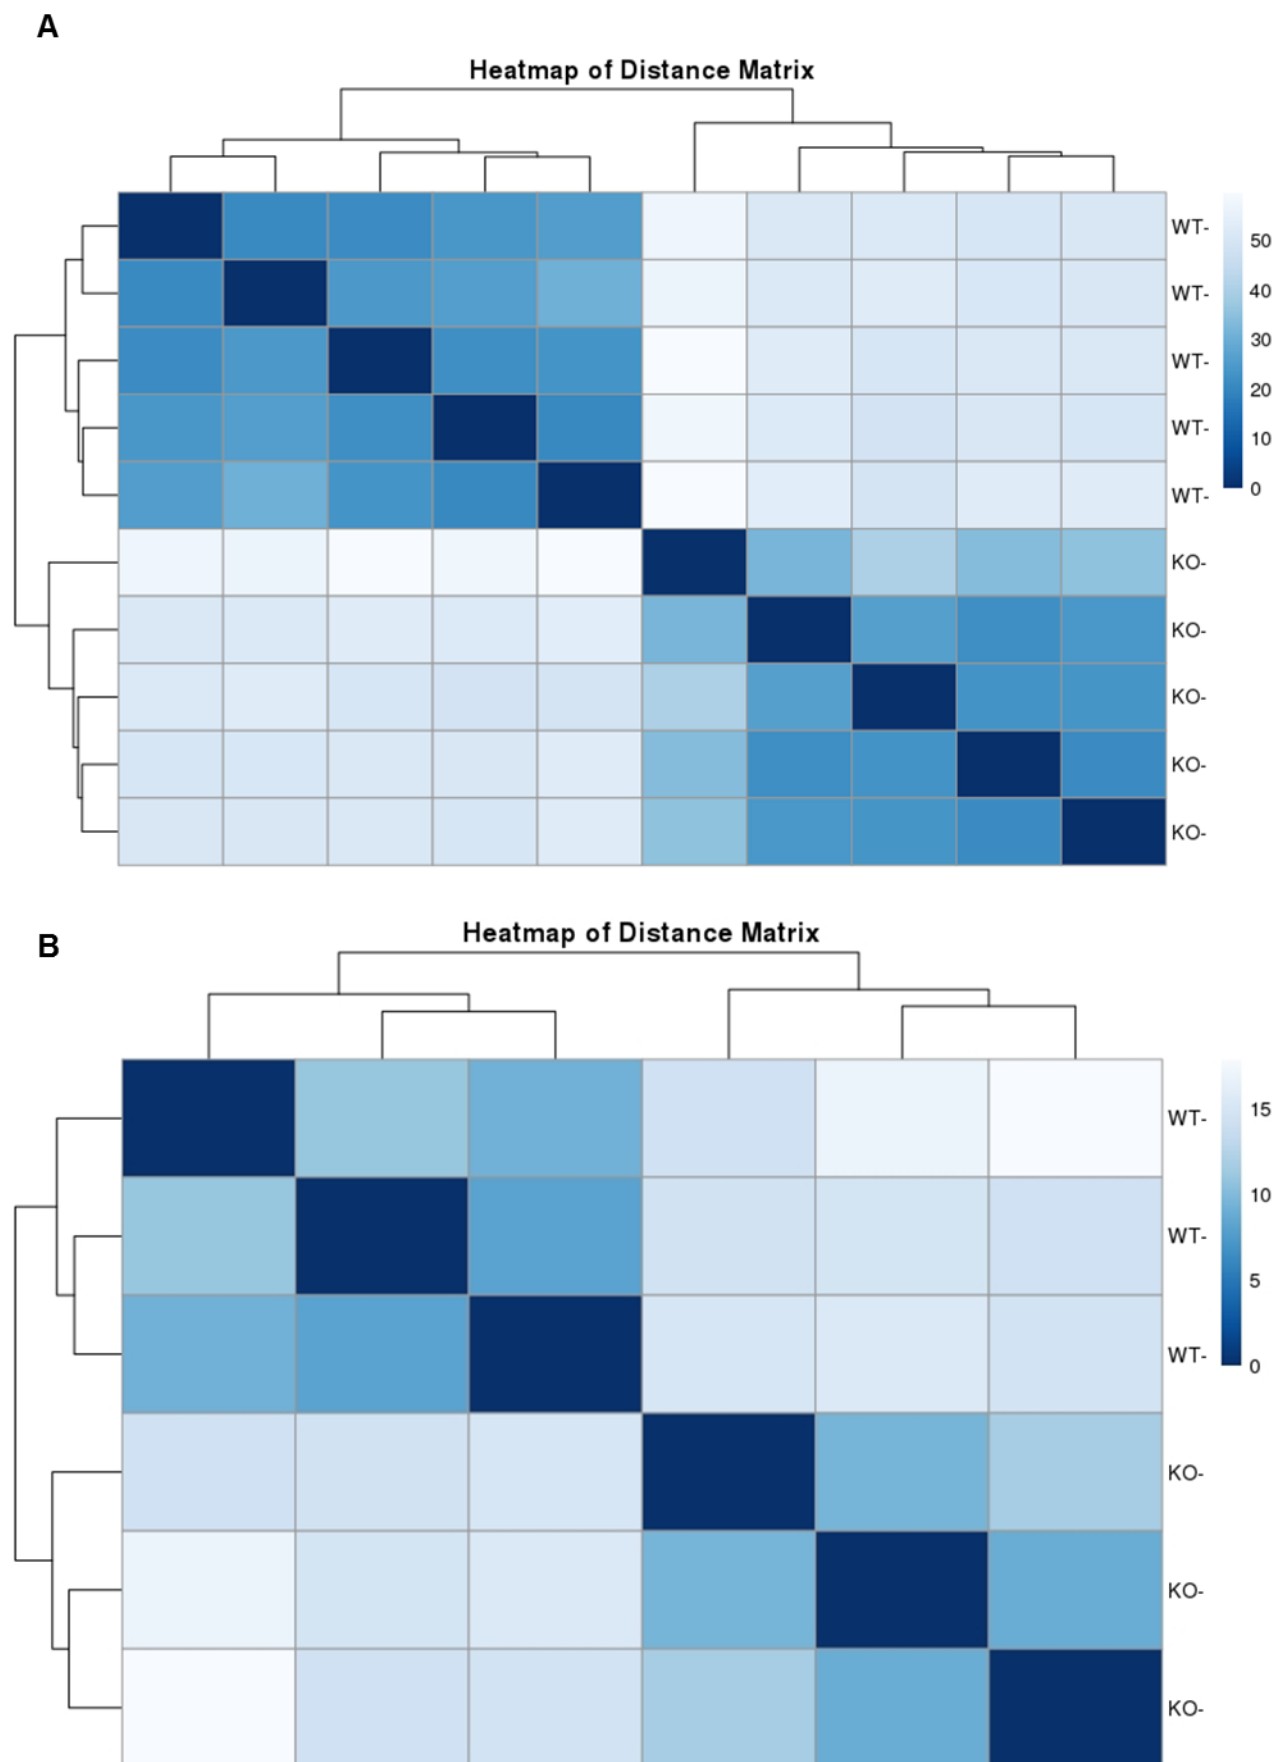 A
Heatmap of Distance Matrix
WT-
WT-
WT-
WT-
WT-
KO-
KO-
KO-
KO-
KO-
50
40
30
20
10
0
B
Heatmap of Distance Matrix
WT-
WT-
WT-
KO-
KO-
KO-
15
10
5
0